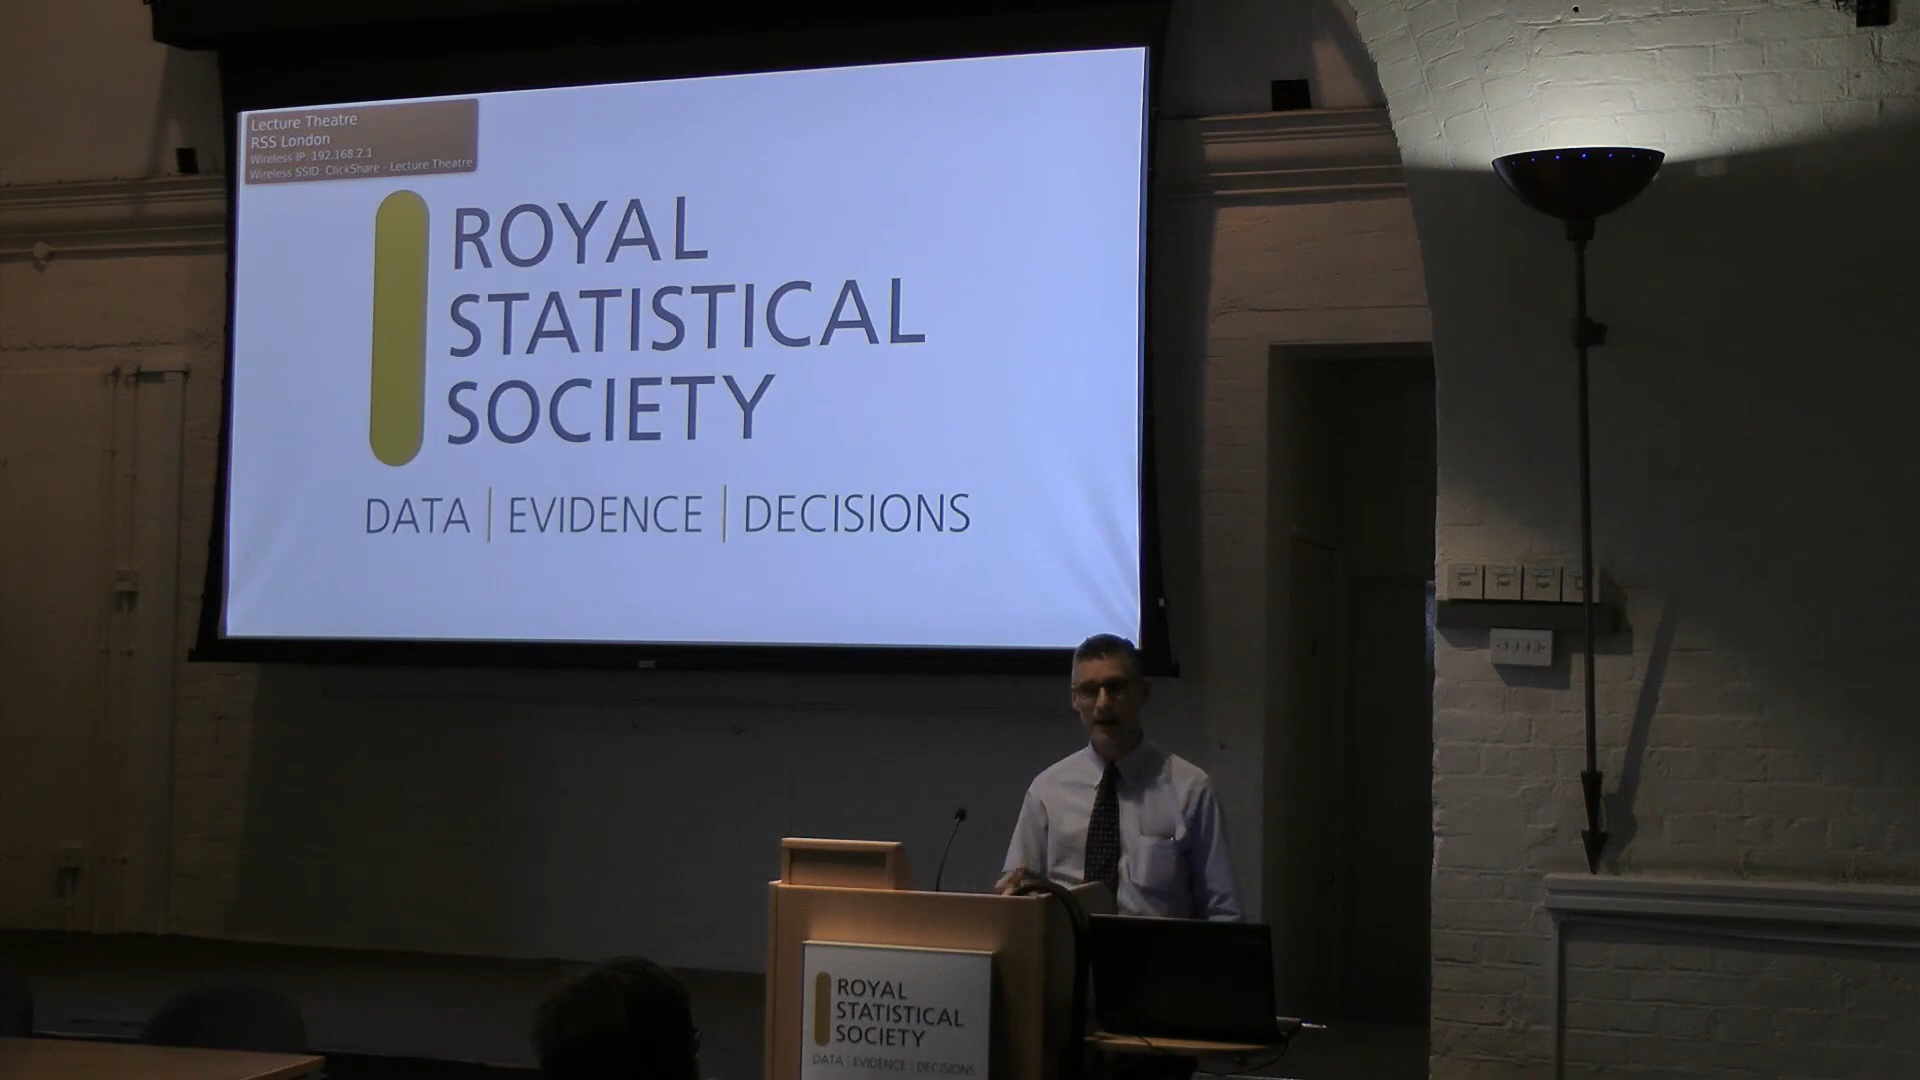 Lecture Theatre
RSS London
Wireless IP: 192.168.2.1
Wireless SSID: ClickShare - Lecture Theatre
ROYAL
STATISTICAL
SOCIETY
DATA | EVIDENCE | DECISIONS
ROYAL
STATISTICAL
SOCIETY
DATA | EVIDENCE | DECISIONS